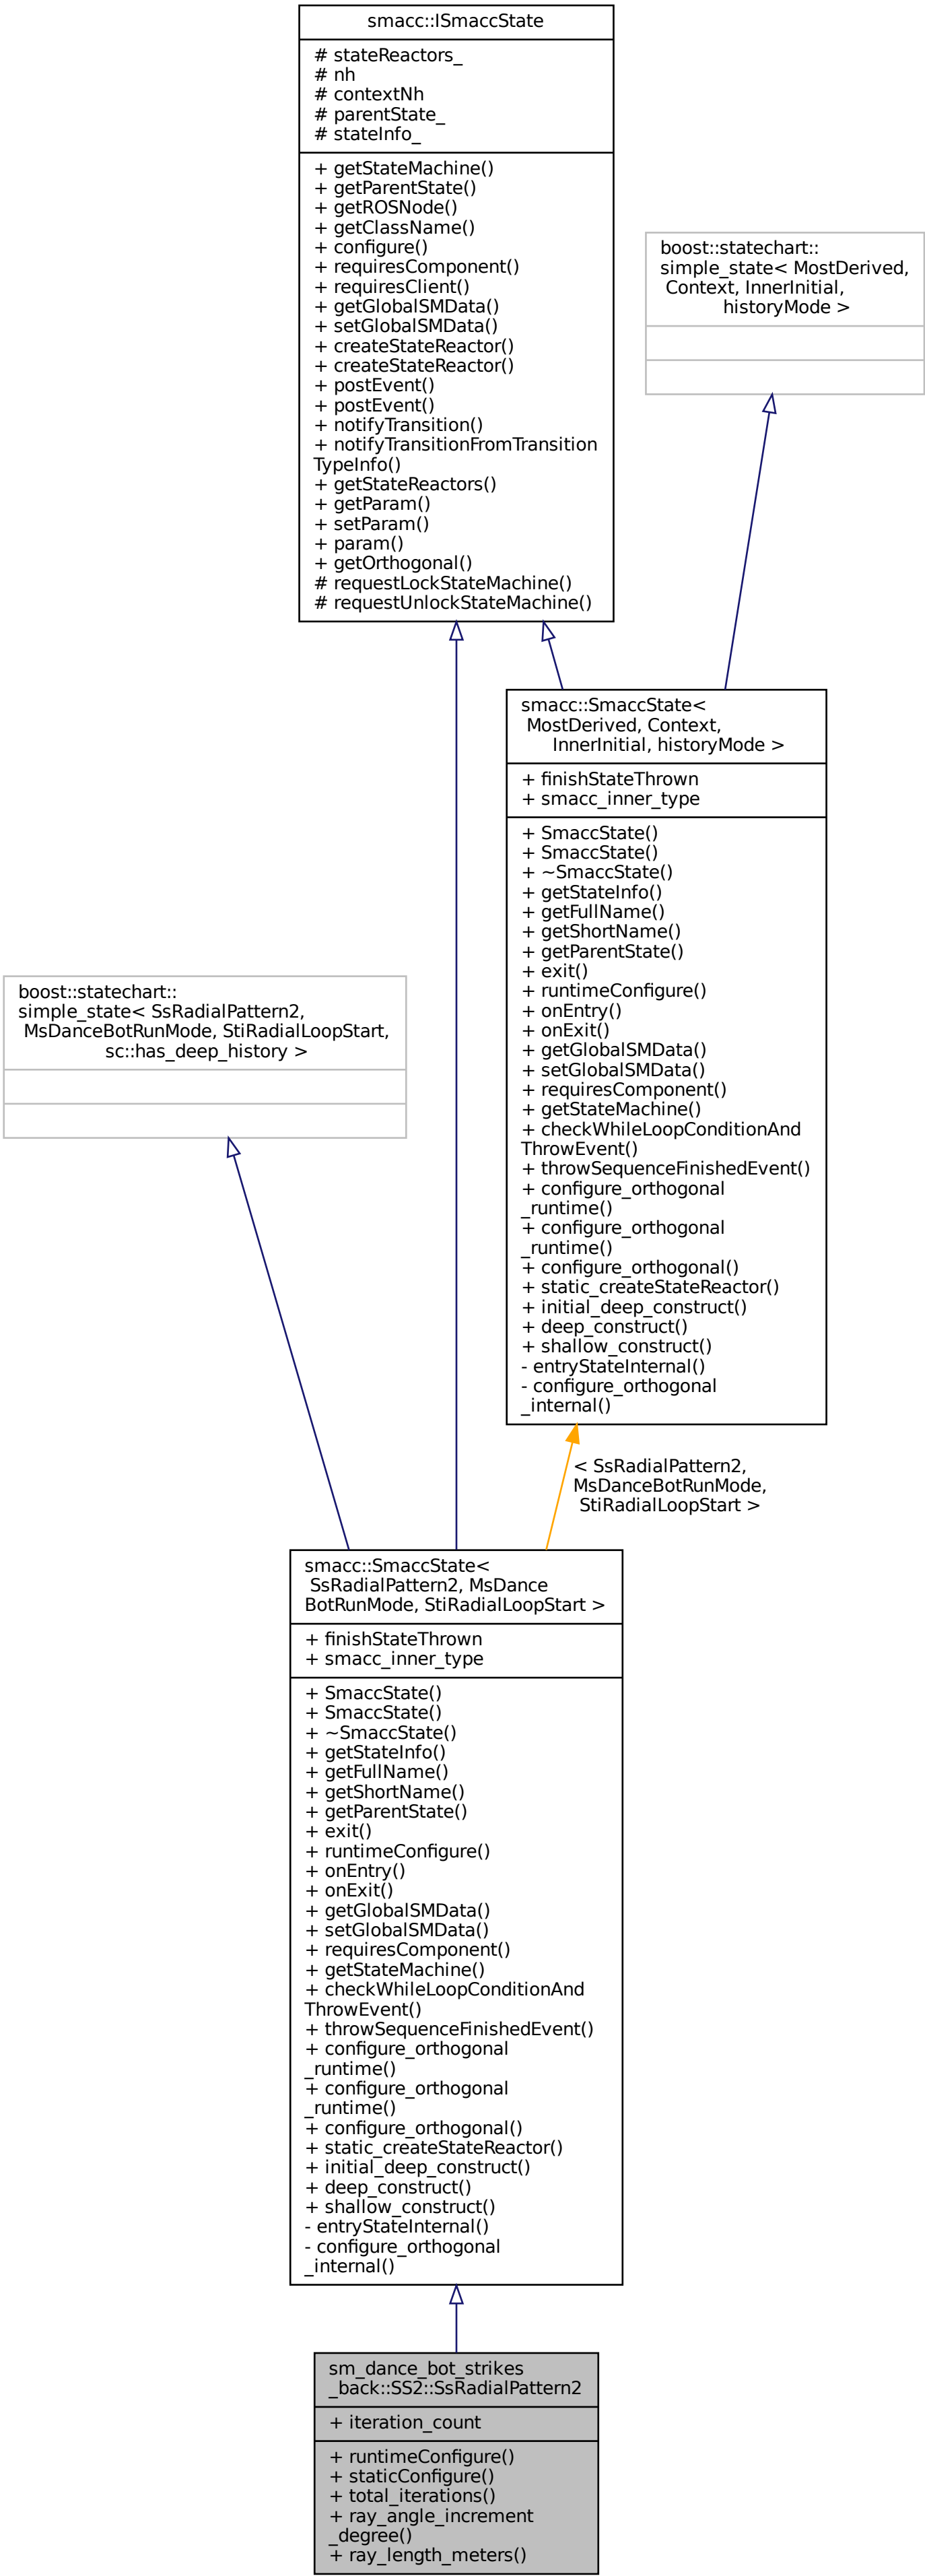 smacc::ISmaccState
# stateReactors_
# nh
# contextNh
# parentState_
# stateInfo_
+ getStateMachine()
+ getParentState()
+ getROSNode()
+ getClassName()
+ configure()
+ requiresComponent()
+ requiresClient()
+ getGlobalSMData()
+ setGlobalSMData()
+ createStateReactor()
+ createStateReactor()
+ postEvent()
+ postEvent()
+ notifyTransition()
+ notifyTransitionFromTransition
TypeInfo()
+ getStateReactors()
+ getParam()
+ setParam()
+ param()
+ getOrthogonal()
# requestLockStateMachine()
# requestUnlockStateMachine()
boost::statechart::
simple_state< MostDerived,
Context, InnerInitial,
historyMode >
smacc::SmaccState<
MostDerived, Context,
InnerInitial, historyMode >
+ finishStateThrown
+ smacc_inner_type
+ SmaccState()
+ SmaccState()
+ ~SmaccState()
+ getStateInfo()
+ getFullName()
+ getShortName()
+ getParentState()
+ exit()
+ runtimeConfigure()
+ onEntry()
+ onExit()
+ getGlobalSMData()
+ setGlobalSMData()
+ requiresComponent()
+ getStateMachine()
+ checkWhileLoopConditionAnd
ThrowEvent()
+ throwSequenceFinishedEvent()
+ configure_orthogonal
_runtime()
+ configure_orthogonal
_runtime()
+ configure_orthogonal()
+ static_createStateReactor()
+ initial_deep_construct()
+ deep_construct()
+ shallow_construct()
- entryStateInternal()
- configure_orthogonal
_internal()
boost::statechart::
simple_state< SsRadialPattern2,
MsDanceBotRunMode, StiRadialLoopStart,
sc::has_deep_history >
< SsRadialPattern2,
MsDanceBotRunMode,
StiRadialLoopStart >
smacc::SmaccState<
SsRadialPattern2, MsDance
BotRunMode, StiRadialLoopStart >
+ finishStateThrown
+ smacc_inner_type
+ SmaccState()
+ SmaccState()
+ ~SmaccState()
+ getStateInfo()
+ getFullName()
+ getShortName()
+ getParentState()
+ exit()
+ runtimeConfigure()
+ onEntry()
+ onExit()
+ getGlobalSMData()
+ setGlobalSMData()
+ requiresComponent()
+ getStateMachine()
+ checkWhileLoopConditionAnd
ThrowEvent()
+ throwSequenceFinishedEvent()
+ configure_orthogonal
_runtime()
+ configure_orthogonal
_runtime()
+ configure_orthogonal()
+ static_createStateReactor()
+ initial_deep_construct()
+ deep_construct()
+ shallow_construct()
- entryStateInternal()
- configure_orthogonal
_internal()
sm_dance_bot_strikes
_back::SS2::SsRadialPattern2
+ iteration_count
+ runtimeConfigure()
+ staticConfigure()
+ total_iterations()
+ ray_angle_increment
_degree()
+ ray_length_meters()